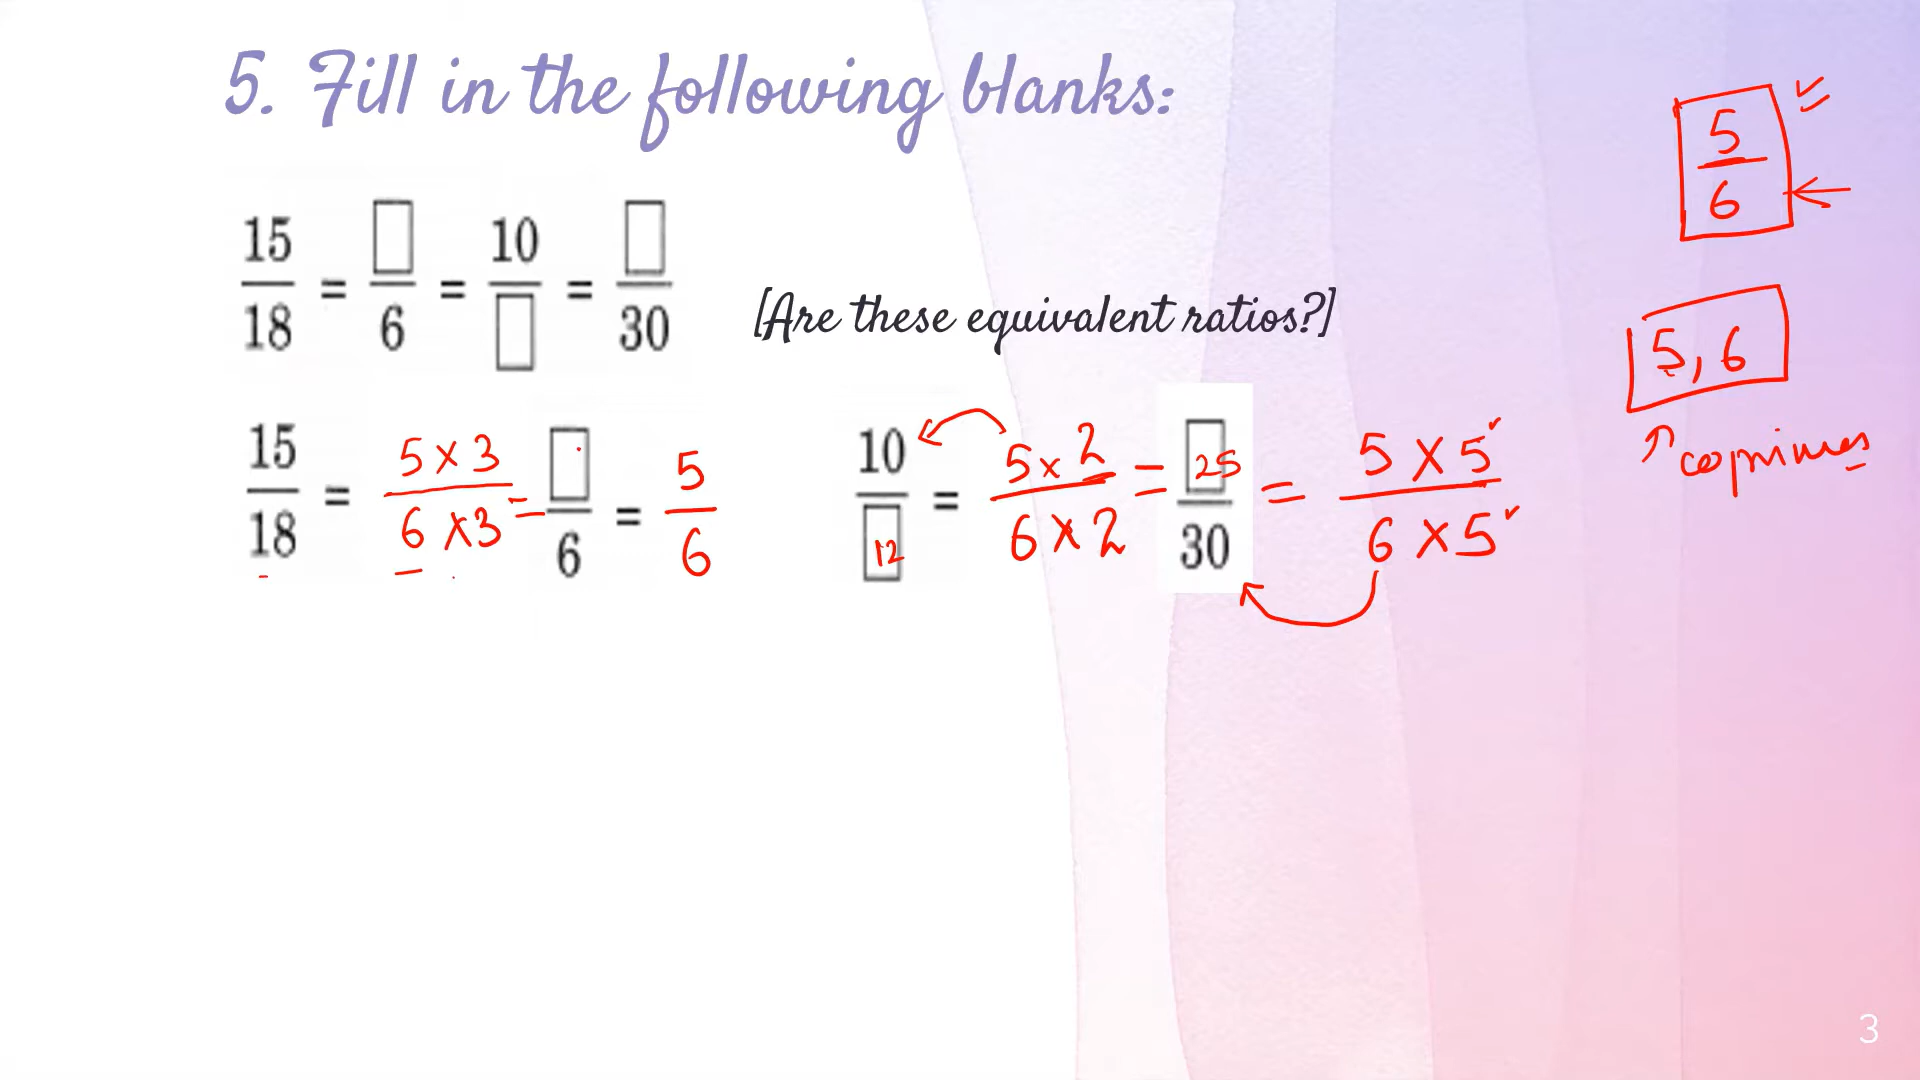 5. Fill in the following blanks:
5/6
15/18 = □/6 = 10/□ = □/30
[Are these equivalent ratios?]
5, 6
coprimes
15/18 = 5 x 3/6 x 3 = □/6 = 5/6
10/12 = 5 x 2/6 x 2 = 25/30 = 5 x 5/6 x 5
3